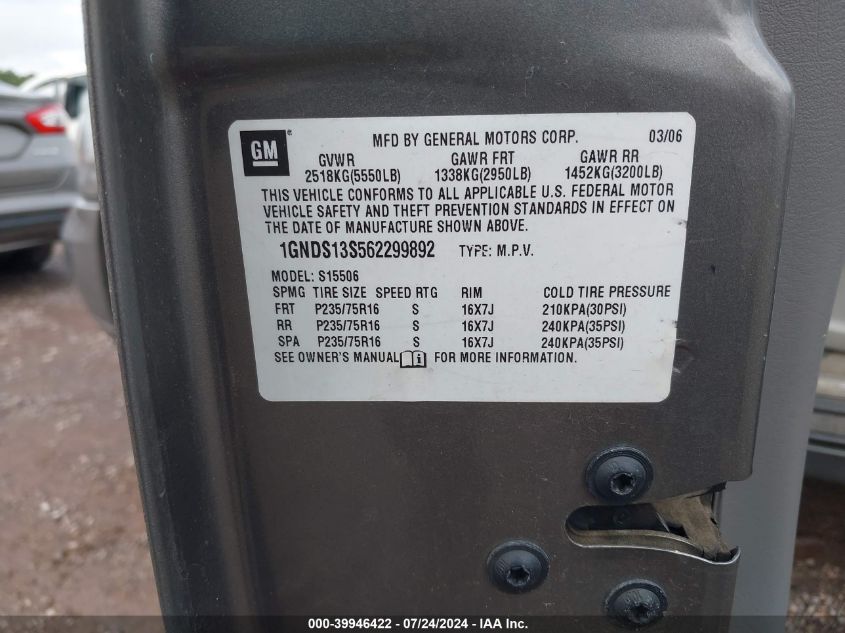 GM ® MFD BY GENERAL MOTORS CORP. 03/06
GVWR GAWR FRT GAWR RR
2518KG(5550LB) 1338KG(2950LB) 1452KG(3200LB)
THIS VEHICLE CONFORMS TO ALL APPLICABLE U.S. FEDERAL MOTOR
VEHICLE SAFETY AND THEFT PREVENTION STANDARDS IN EFFECT ON
THE DATE OF MANUFACTURE SHOWN ABOVE.
1GNDS13S562299892 TYPE: M.P.V.
MODEL: S15506
SPMG TIRE SIZE SPEED RTG RIM COLD TIRE PRESSURE
FRT P235/75R16 S 16X7J 210KPA(30PSI)
RR P235/75R16 S 16X7J 240KPA(35PSI)
SPA P235/75R16 S 16X7J 240KPA(35PSI)
SEE OWNER'S MANUAL i FOR MORE INFORMATION.
000-39946422 - 07/24/2024 - IAA Inc.